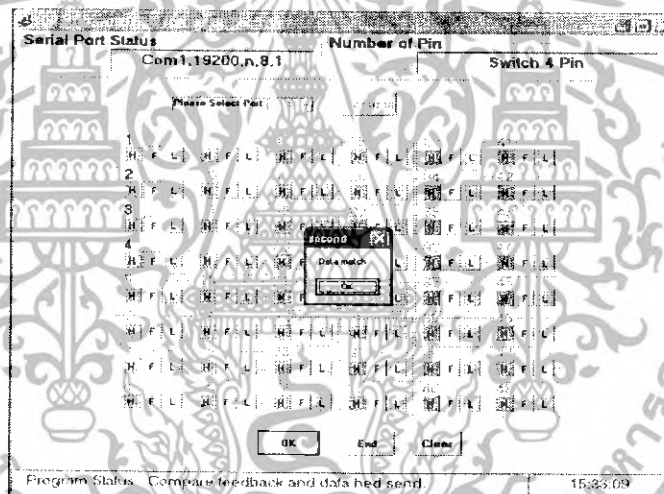 Serial Port Status Number of Pin
Com1,19200,n,8,1 Switch 4 Pin
Please Select Port
1
H F L H F L H F L H F L H F L H F L
2
H F L H F L H F L H F L H F L H F L
3
H F L H F L H F L H F L H F L
second
4
H F L H F L H F L H F L H F L
Data match
OK
H F L H F L H F L H F L
H F L H F L H F L H F L H F L H F L
H F L H F L H F L H F L H F L H F L
H F L H F L H F L H F L H F L H F L
OK End Clear
Program Status Compare feedback and data hed send. 15:33:09